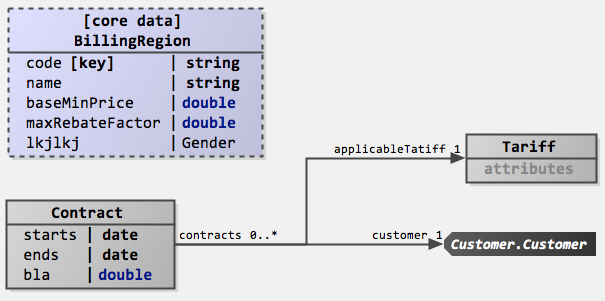 [core data]
BillingRegion
code [key] | string
name | string
baseMinPrice | double
maxRebateFactor | double
lkjlkj | Gender
applicableTatiff 1
Tariff
attributes
Contract
starts | date
ends | date
bla | double
contracts 0..*
customer 1
Customer.Customer